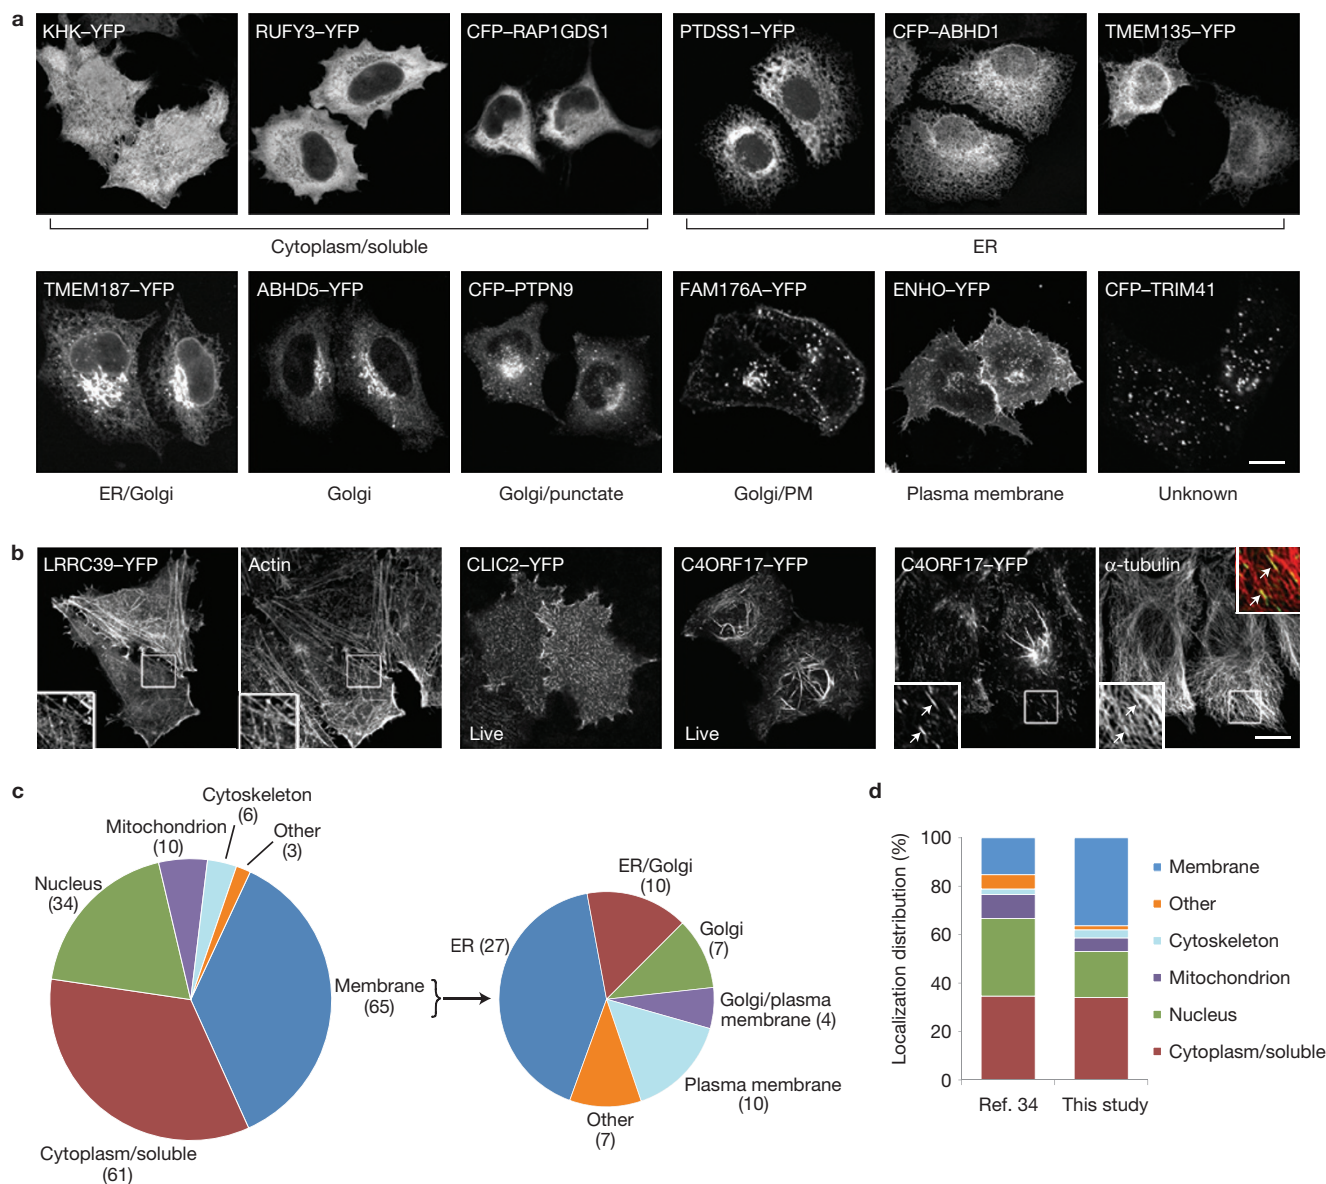 a
KHK–YFP
RUFY3–YFP
CFP–RAP1GDS1
PTDSS1–YFP
CFP–ABHD1
TMEM135–YFP
Cytoplasm/soluble
ER
TMEM187–YFP
ABHD5–YFP
CFP–PTPN9
FAM176A–YFP
ENHO–YFP
CFP–TRIM41
ER/Golgi
Golgi
Golgi/punctate
Golgi/PM
Plasma membrane
Unknown
b
LRRC39–YFP
Actin
CLIC2–YFP
C4ORF17–YFP
C4ORF17–YFP
α-tubulin
Live
Live
c
Cytoskeleton
(6)
Mitochondrion
(10)
Other
(3)
Nucleus
(34)
Membrane
(65)
Cytoplasm/soluble
(61)
ER/Golgi
(10)
ER (27)
Golgi
(7)
Golgi/plasma
membrane (4)
Plasma membrane
(10)
Other
(7)
d
Localization distribution (%)
100
80
60
40
20
0
Ref. 34
This study
Membrane
Other
Cytoskeleton
Mitochondrion
Nucleus
Cytoplasm/soluble